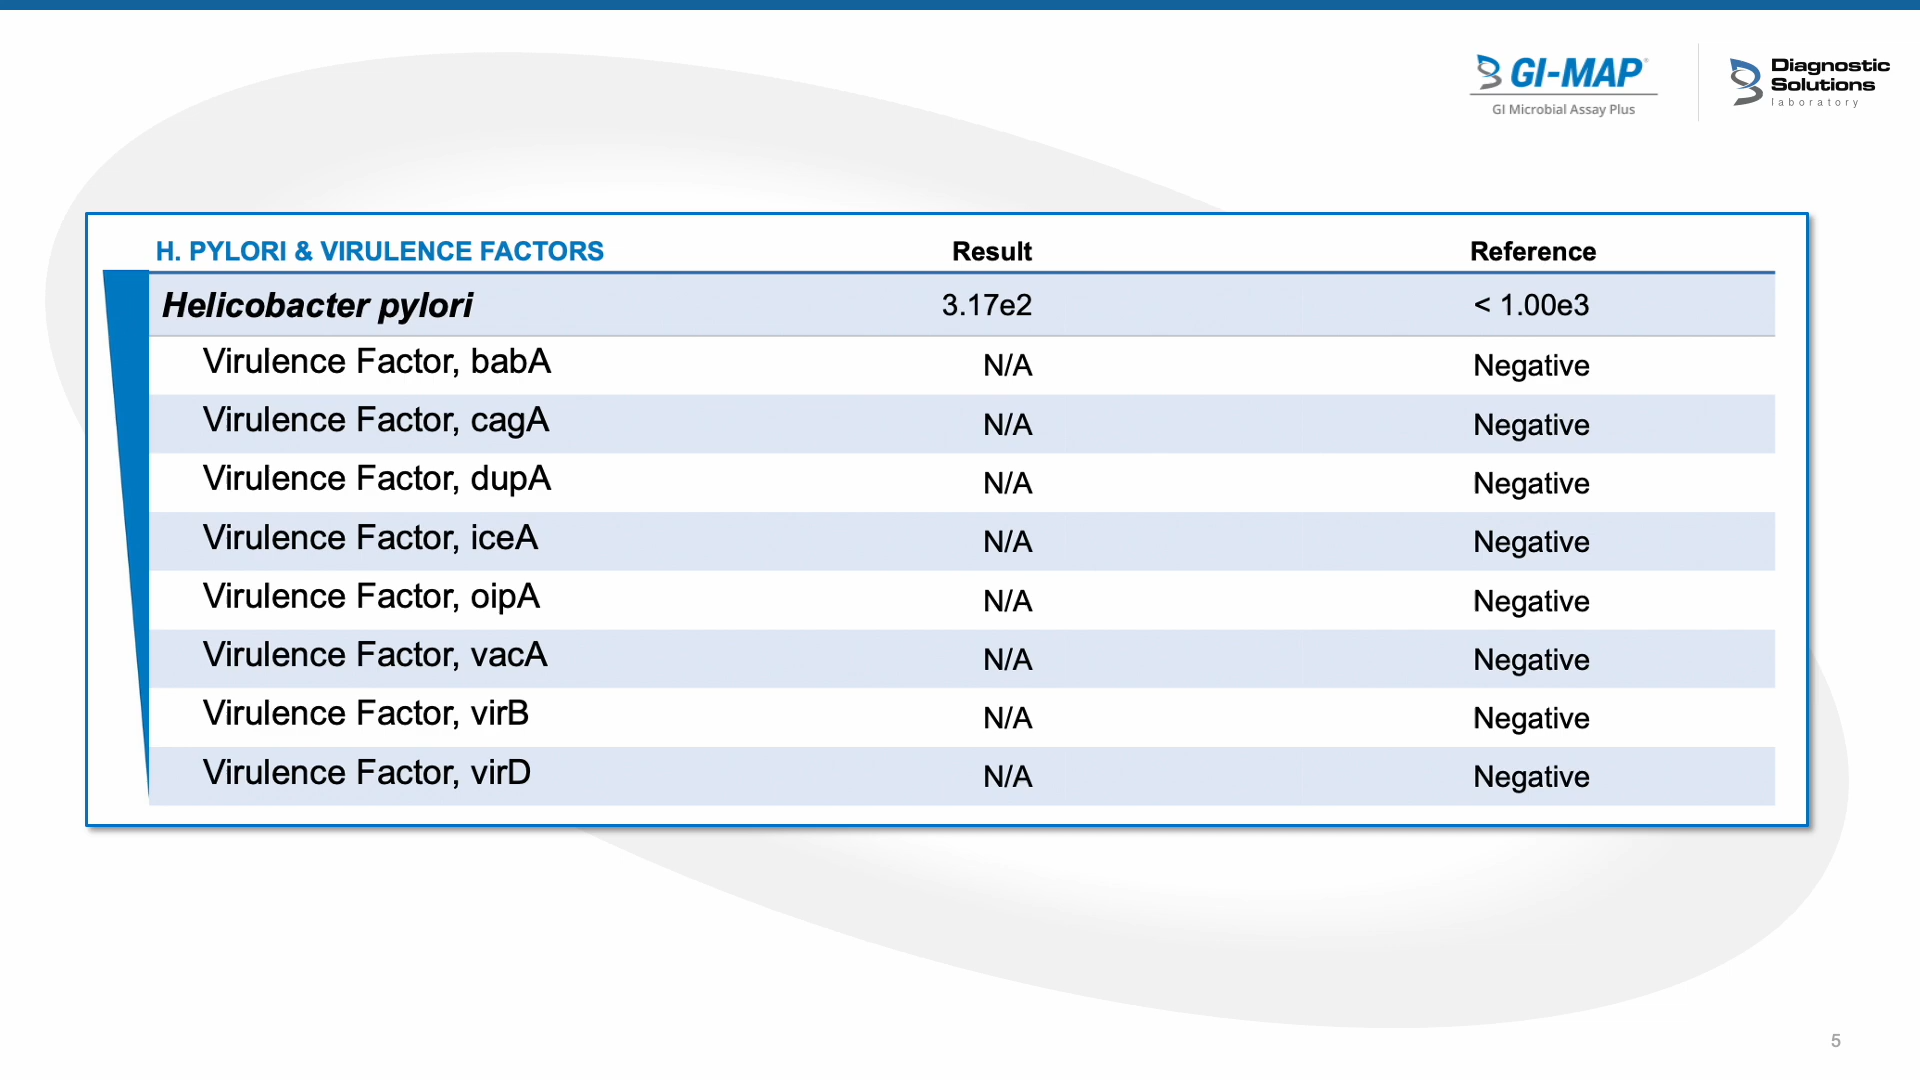 GI-MAP®
GI Microbial Assay Plus
Diagnostic
Solutions
laboratory
H. PYLORI & VIRULENCE FACTORS Result Reference
Helicobacter pylori 3.17e2 < 1.00e3
Virulence Factor, babA N/A Negative
Virulence Factor, cagA N/A Negative
Virulence Factor, dupA N/A Negative
Virulence Factor, iceA N/A Negative
Virulence Factor, oipA N/A Negative
Virulence Factor, vacA N/A Negative
Virulence Factor, virB N/A Negative
Virulence Factor, virD N/A Negative
5